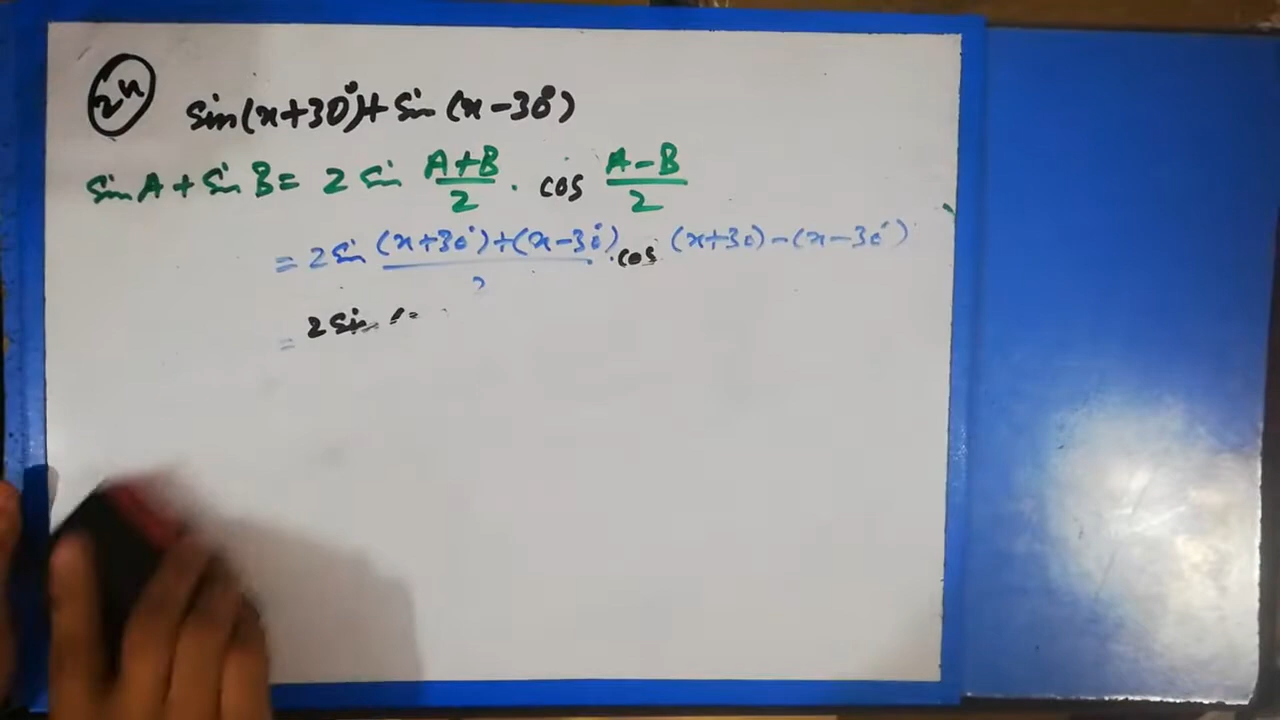 2x
sin(x+30°)+sin(x-30°)
sinA+sinB= 2 sin A+B/2 . cos A-B/2
= 2 sin (x+30°)+(x-30°)/2 . cos (x+30)-(x-30°)
= 2 sin